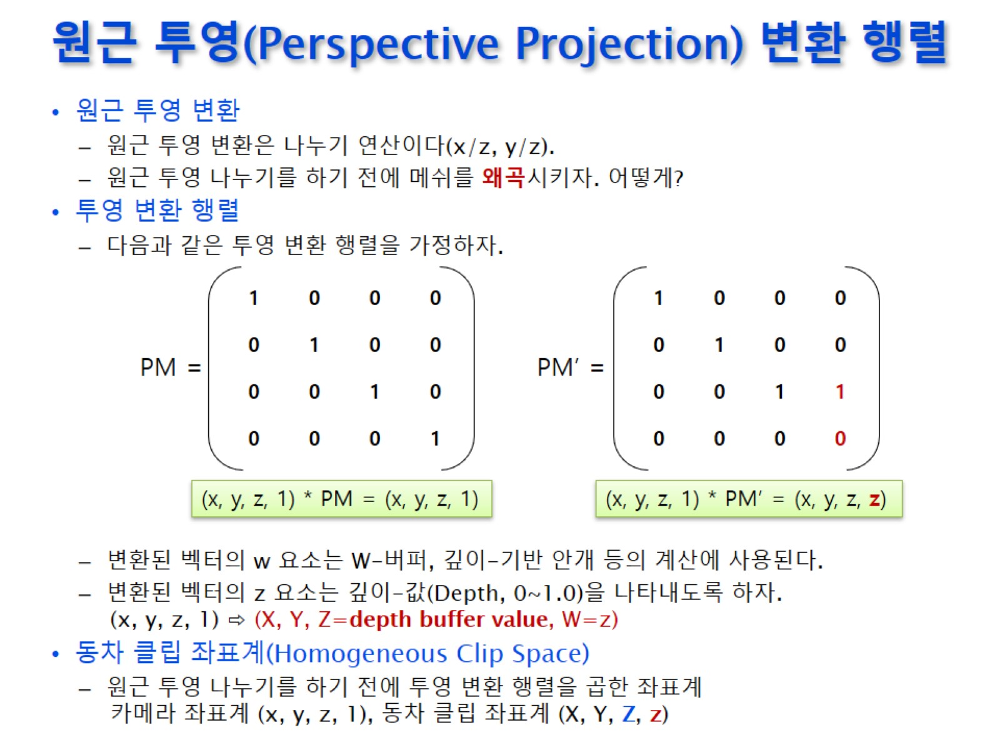 원근 투영(Perspective Projection) 변환 행렬
• 원근 투영 변환
– 원근 투영 변환은 나누기 연산이다(x/z, y/z).
– 원근 투영 나누기를 하기 전에 메쉬를 왜곡시키자. 어떻게?
• 투영 변환 행렬
– 다음과 같은 투영 변환 행렬을 가정하자.
PM =
1 0 0 0
0 1 0 0
0 0 1 0
0 0 0 1
(x, y, z, 1) * PM = (x, y, z, 1)
PM′ =
1 0 0 0
0 1 0 0
0 0 1 1
0 0 0 0
(x, y, z, 1) * PM′ = (x, y, z, z)
– 변환된 벡터의 w 요소는 W-버퍼, 깊이-기반 안개 등의 계산에 사용된다.
– 변환된 벡터의 z 요소는 깊이-값(Depth, 0~1.0)을 나타내도록 하자.
(x, y, z, 1) ⇨ (X, Y, Z=depth buffer value, W=z)
• 동차 클립 좌표계(Homogeneous Clip Space)
– 원근 투영 나누기를 하기 전에 투영 변환 행렬을 곱한 좌표계
카메라 좌표계 (x, y, z, 1), 동차 클립 좌표계 (X, Y, Z, z)